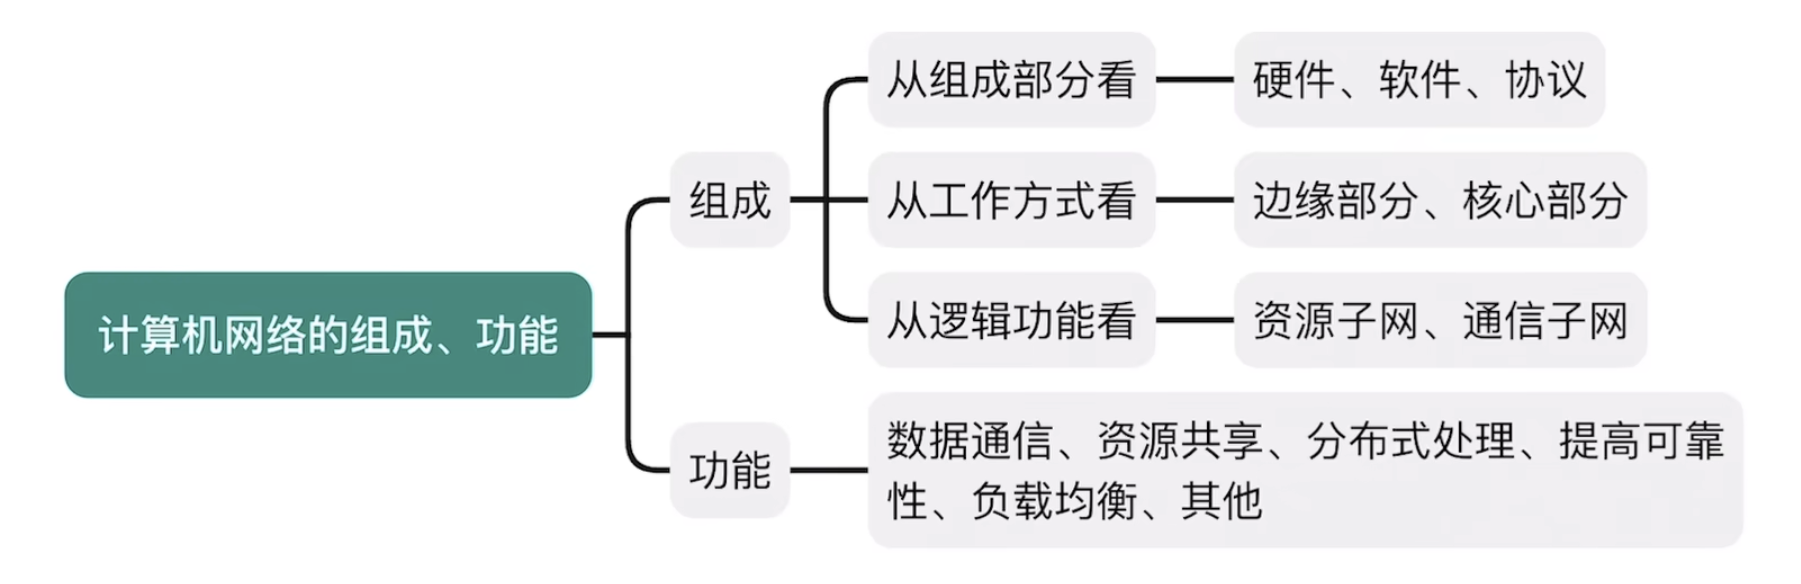 计算机网络的组成、功能
组成
从组成部分看
硬件、软件、协议
从工作方式看
边缘部分、核心部分
从逻辑功能看
资源子网、通信子网
功能
数据通信、资源共享、分布式处理、提高可靠
性、负载均衡、其他